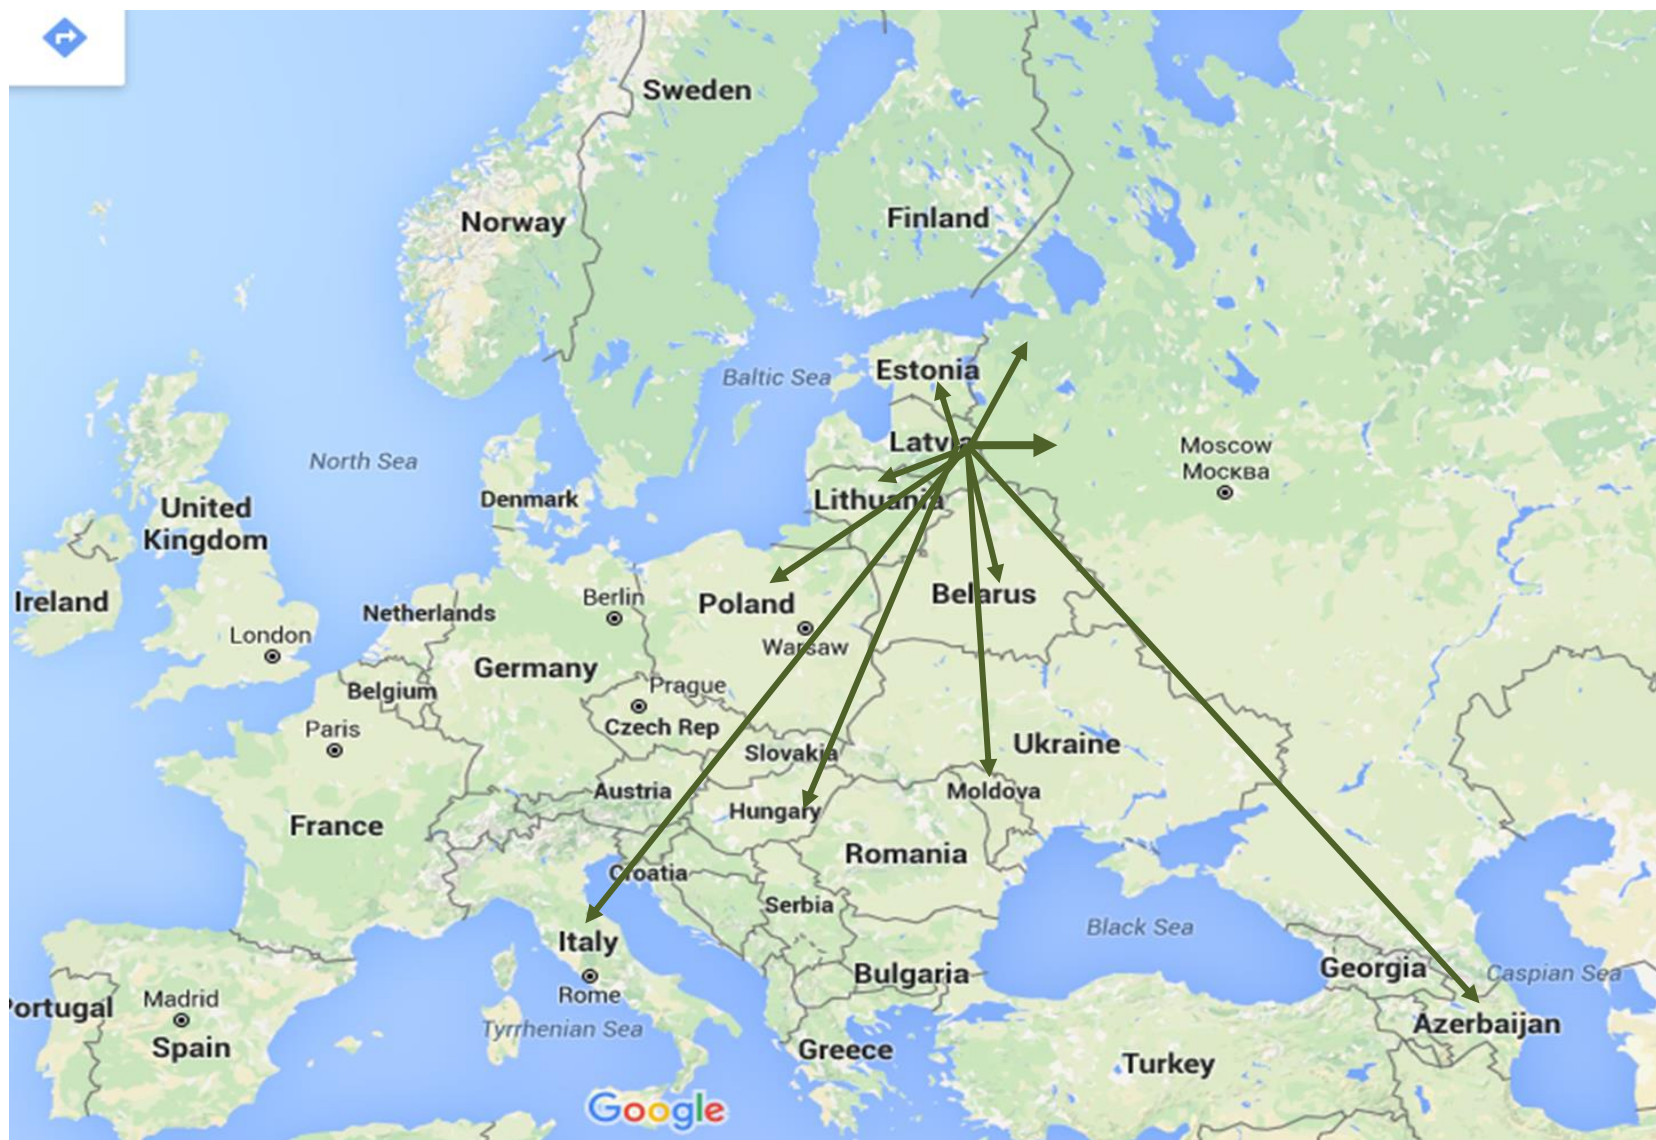 Sweden
Norway
Finland
Estonia
Baltic Sea
Latvia
Moscow
Москва
North Sea
Denmark
Lithuania
United
Kingdom
Ireland
Netherlands
Berlin
Poland
Belarus
London
Warsaw
Germany
Belgium
Prague
Paris
Czech Rep
Slovakia
Ukraine
Austria
Moldova
Hungary
France
Romania
Croatia
Serbia
Black Sea
Italy
Bulgaria
Georgia
Caspian Sea
Rome
Portugal
Madrid
Tyrrhenian Sea
Azerbaijan
Spain
Greece
Turkey
Google